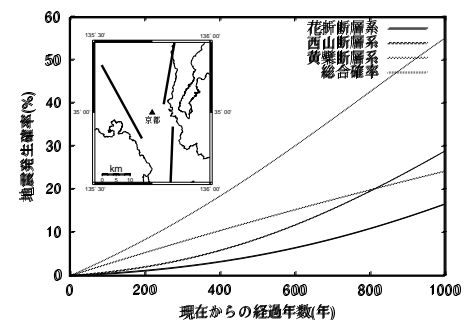 60
50
40
30
20
10
0
地震発生確率(%)
花折断層系
西山断層系
黄檗断層系
総合確率
135˚ 30'
136˚ 00'
35˚ 00'
35˚ 00'
京都
km
0 5 10
135˚ 30'
136˚ 00'
0
200
400
600
800
1000
現在からの経過年数(年)